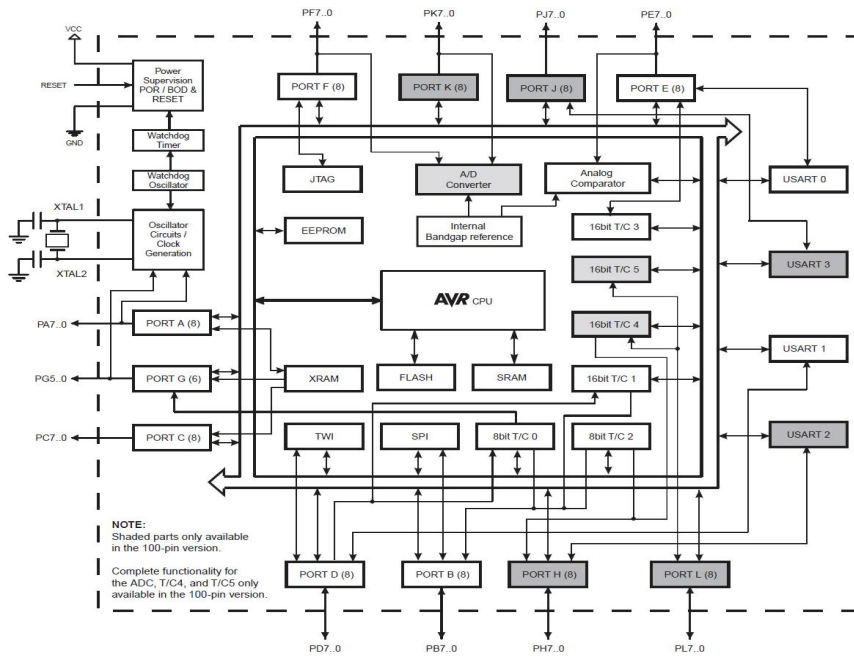 PF7..0
PK7..0
PJ7..0
PE7..0
VCC
RESET
GND
Power
Supervision
POR / BOD &
RESET
PORT F (8)
PORT K (8)
PORT J (8)
PORT E (8)
Watchdog
Timer
Watchdog
Oscillator
JTAG
A/D
Converter
Analog
Comparator
USART 0
XTAL1
XTAL2
Oscillator
Circuits /
Clock
Generation
EEPROM
Internal
Bandgap reference
16bit T/C 3
16bit T/C 5
USART 3
AVR CPU
PA7..0
PORT A (8)
16bit T/C 4
USART 1
PG5..0
PORT G (6)
XRAM
FLASH
SRAM
16bit T/C 1
PC7..0
PORT C (8)
TWI
SPI
8bit T/C 0
8bit T/C 2
USART 2
NOTE:
Shaded parts only available
in the 100-pin version.
Complete functionality for
the ADC, T/C4, and T/C5 only
available in the 100-pin version.
PORT D (8)
PORT B (8)
PORT H (8)
PORT L (8)
PD7..0
PB7..0
PH7..0
PL7..0